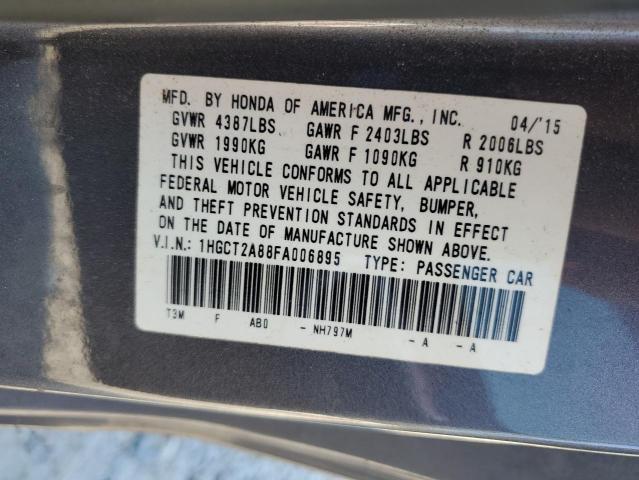 MFD. BY HONDA OF AMERICA MFG., INC. 04/'15
GVWR 4387LBS GAWR F 2403LBS R 2006LBS
GVWR 1990KG GAWR F 1090KG R 910KG
THIS VEHICLE CONFORMS TO ALL APPLICABLE
FEDERAL MOTOR VEHICLE SAFETY, BUMPER,
AND THEFT PREVENTION STANDARDS IN EFFECT
ON THE DATE OF MANUFACTURE SHOWN ABOVE.
V.I.N.: 1HGCT2A88FA006895 TYPE: PASSENGER CAR
T3M F AB0 - NH797M - A - A